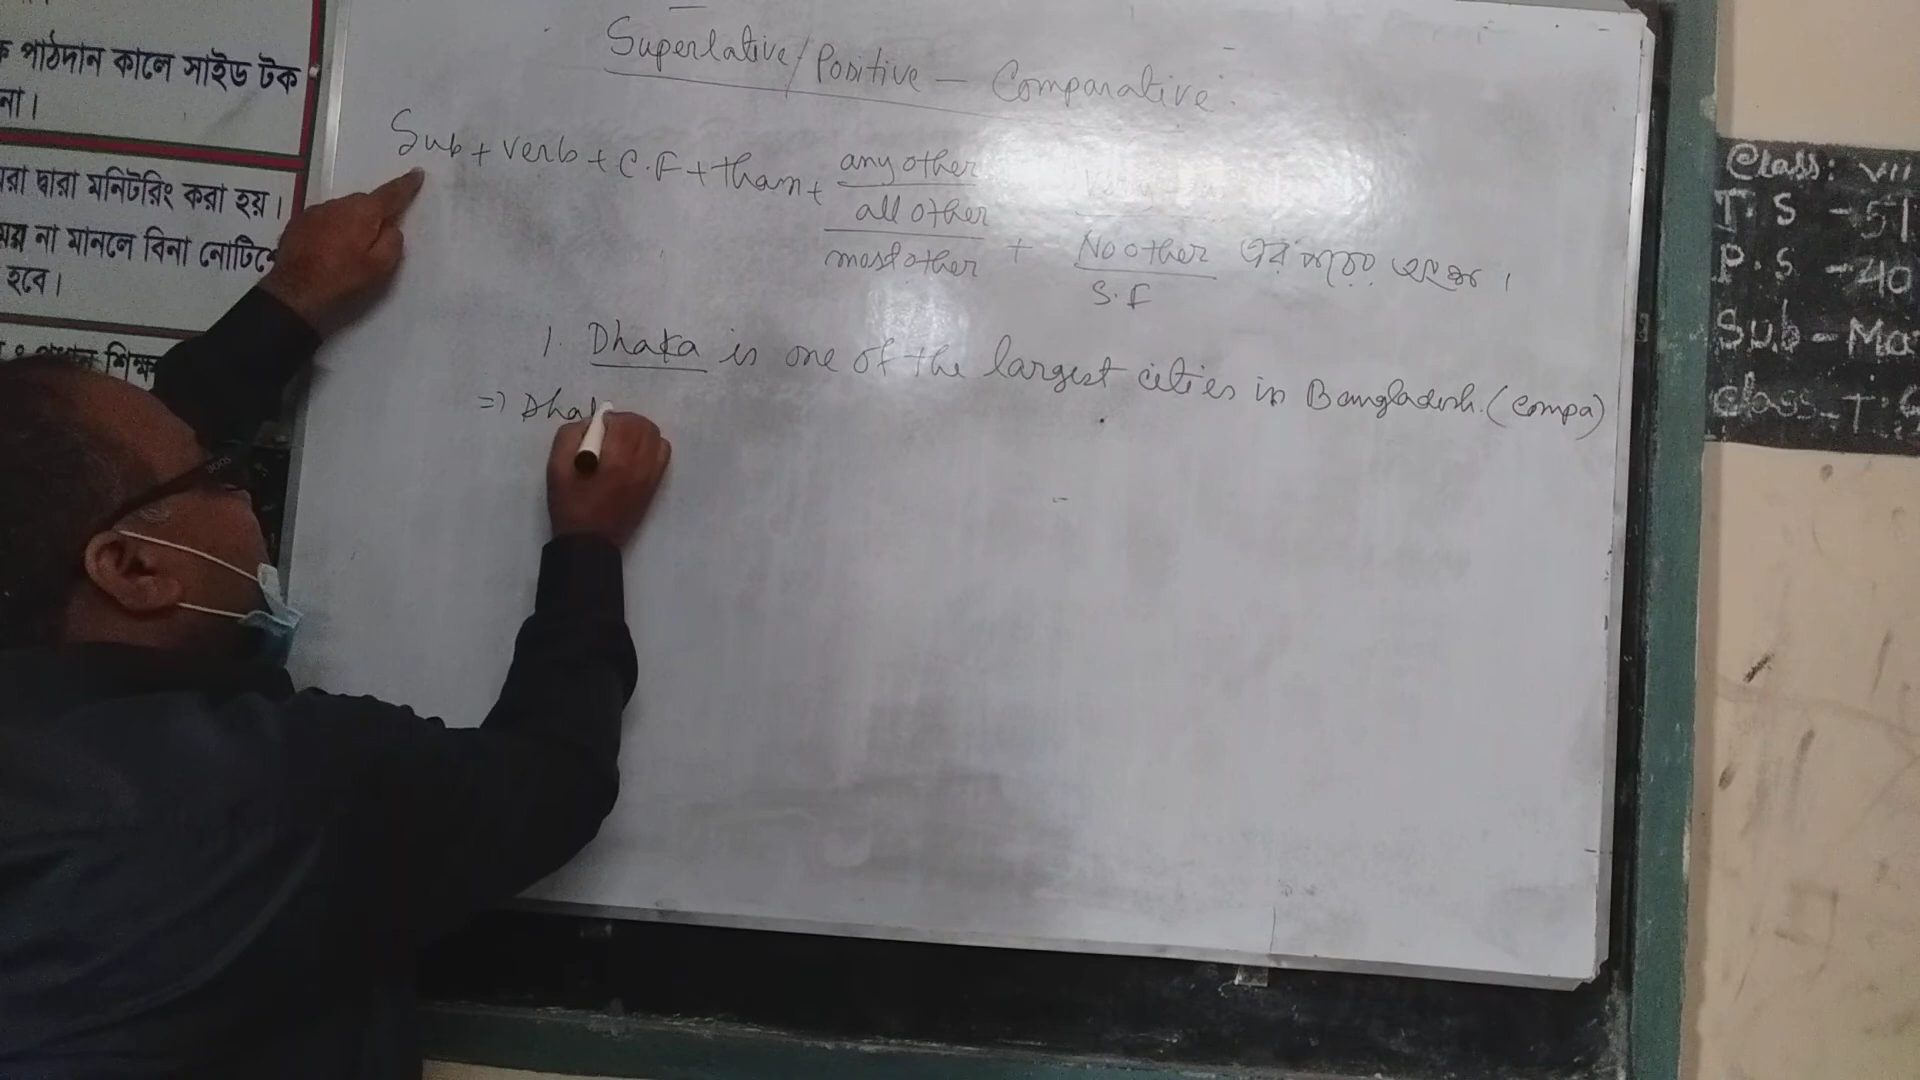 পাঠদান কালে সাইড টক
না।
দ্বারা মনিটরিং করা হয়।
না মানলে বিনা নোটিশে
হবে।
Superlative/Positive – Comparative.
Sub + verb + C.F + than + any other
all other
most other + No other এর পরের অংশ।
S.F
1. Dhaka is one of the largest cities in Bangladesh. (compa)
=> Dhak
Class: VII
T.S - 51
P.S - 40
Sub - Ma
Class - T: